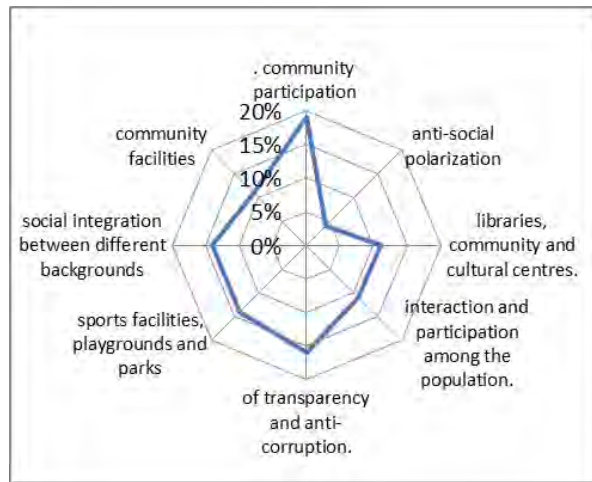 . community
participation
20%
15%
10%
5%
0%
anti-social
polarization
libraries,
community and
cultural centres.
interaction and
participation
among the
population.
of transparency
and anti-
corruption.
sports facilities,
playgrounds and
parks
social integration
between different
backgrounds
community
facilities